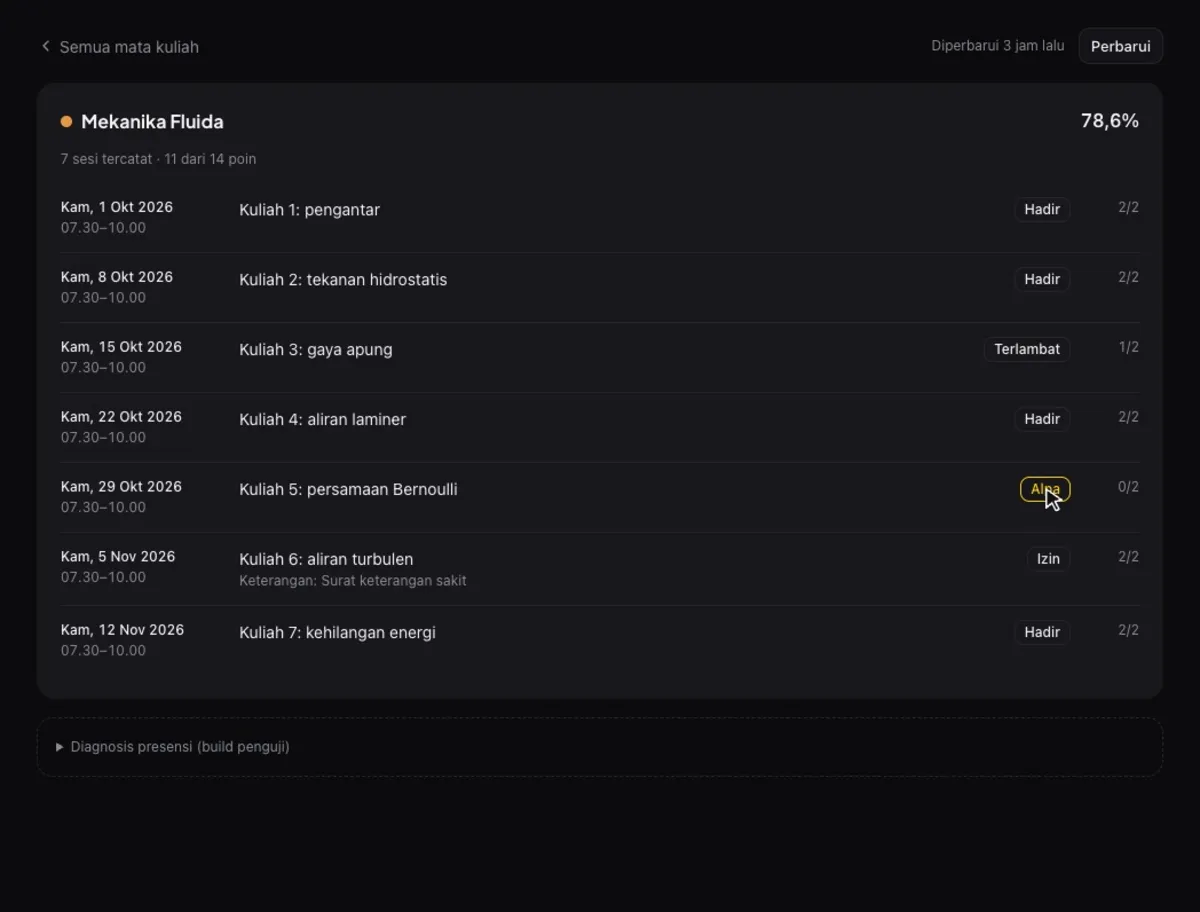 Semua mata kuliah
Diperbarui 3 jam lalu
Perbarui
Mekanika Fluida
78,6%
7 sesi tercatat · 11 dari 14 poin
Kam, 1 Okt 2026
07.30–10.00
Kuliah 1: pengantar
Hadir
2/2
Kam, 8 Okt 2026
07.30–10.00
Kuliah 2: tekanan hidrostatis
Hadir
2/2
Kam, 15 Okt 2026
07.30–10.00
Kuliah 3: gaya apung
Terlambat
1/2
Kam, 22 Okt 2026
07.30–10.00
Kuliah 4: aliran laminer
Hadir
2/2
Kam, 29 Okt 2026
07.30–10.00
Kuliah 5: persamaan Bernoulli
Alpa
0/2
Kam, 5 Nov 2026
07.30–10.00
Kuliah 6: aliran turbulen
Keterangan: Surat keterangan sakit
Izin
2/2
Kam, 12 Nov 2026
07.30–10.00
Kuliah 7: kehilangan energi
Hadir
2/2
Diagnosis presensi (build penguji)